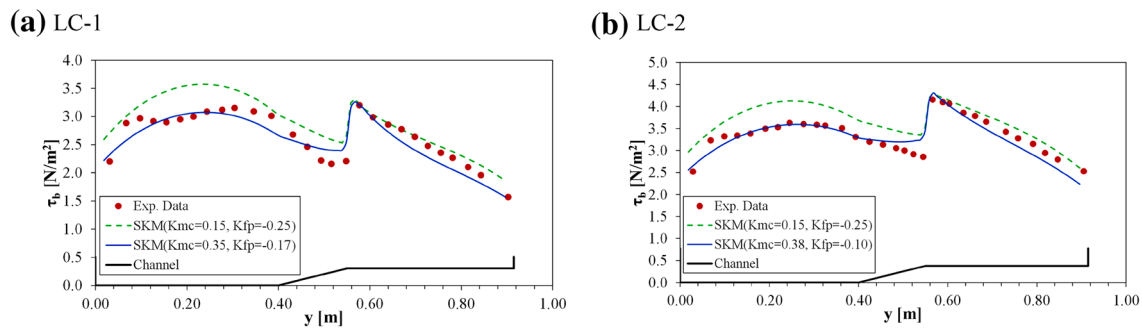 (a) LC-1
4.0
3.5
3.0
2.5
2.0
1.5
1.0
0.5
0.0
τb [N/m²]
Exp. Data
SKM(Kmc=0.15, Kfp=-0.25)
SKM(Kmc=0.35, Kfp=-0.17)
Channel
0.00 0.20 0.40 0.60 0.80 1.00
y [m]
(b) LC-2
5.0
4.5
4.0
3.5
3.0
2.5
2.0
1.5
1.0
0.5
0.0
τb [N/m²]
Exp. Data
SKM(Kmc=0.15, Kfp=-0.25)
SKM(Kmc=0.38, Kfp=-0.10)
Channel
0.00 0.20 0.40 0.60 0.80 1.00
y [m]